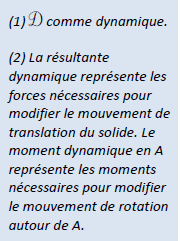 (1) 𝒟 comme dynamique.
(2) La résultante
dynamique représente les
forces nécessaires pour
modifier le mouvement de
translation du solide. Le
moment dynamique en A
représente les moments
nécessaires pour modifier
le mouvement de rotation
autour de A.